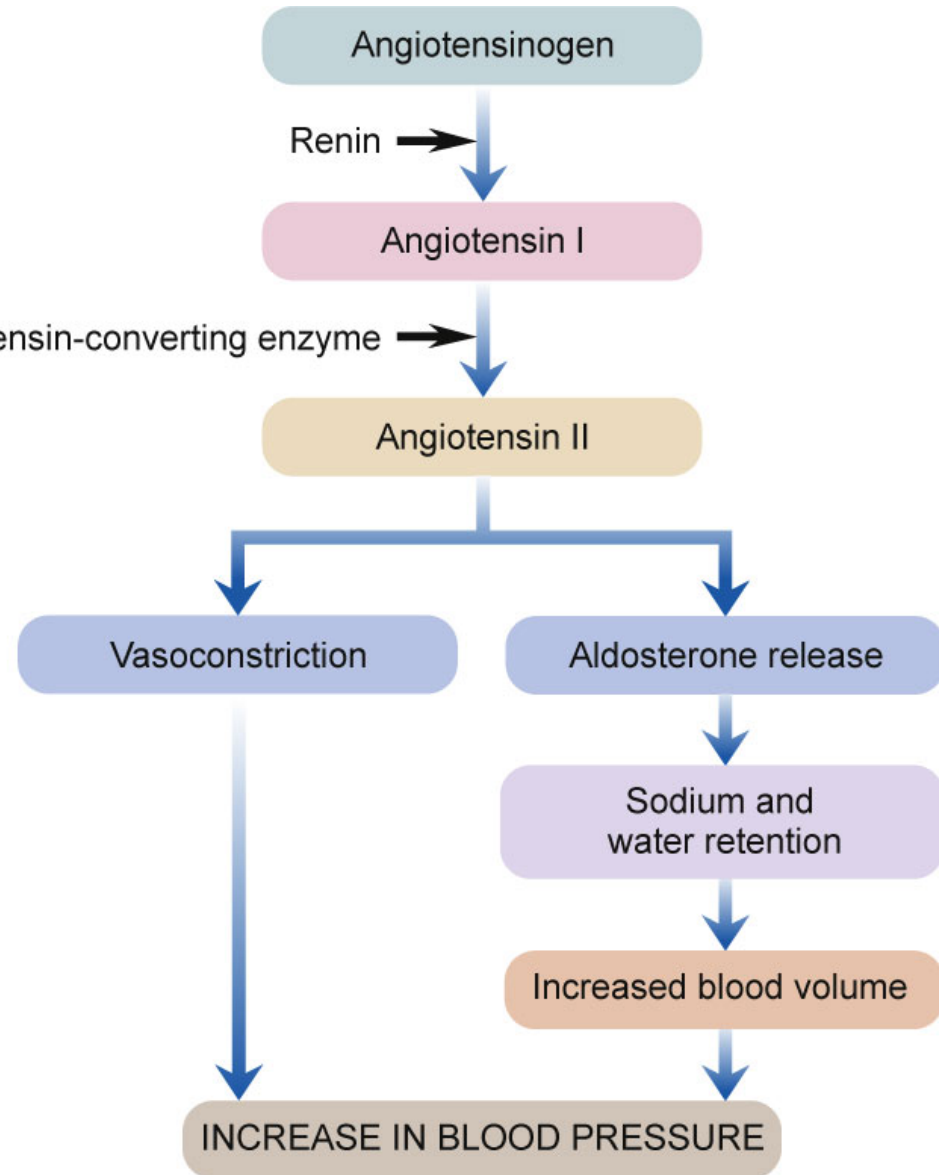 Angiotensinogen
Renin
Angiotensin I
ensin-converting enzyme
Angiotensin II
Vasoconstriction
Aldosterone release
Sodium and
water retention
Increased blood volume
INCREASE IN BLOOD PRESSURE